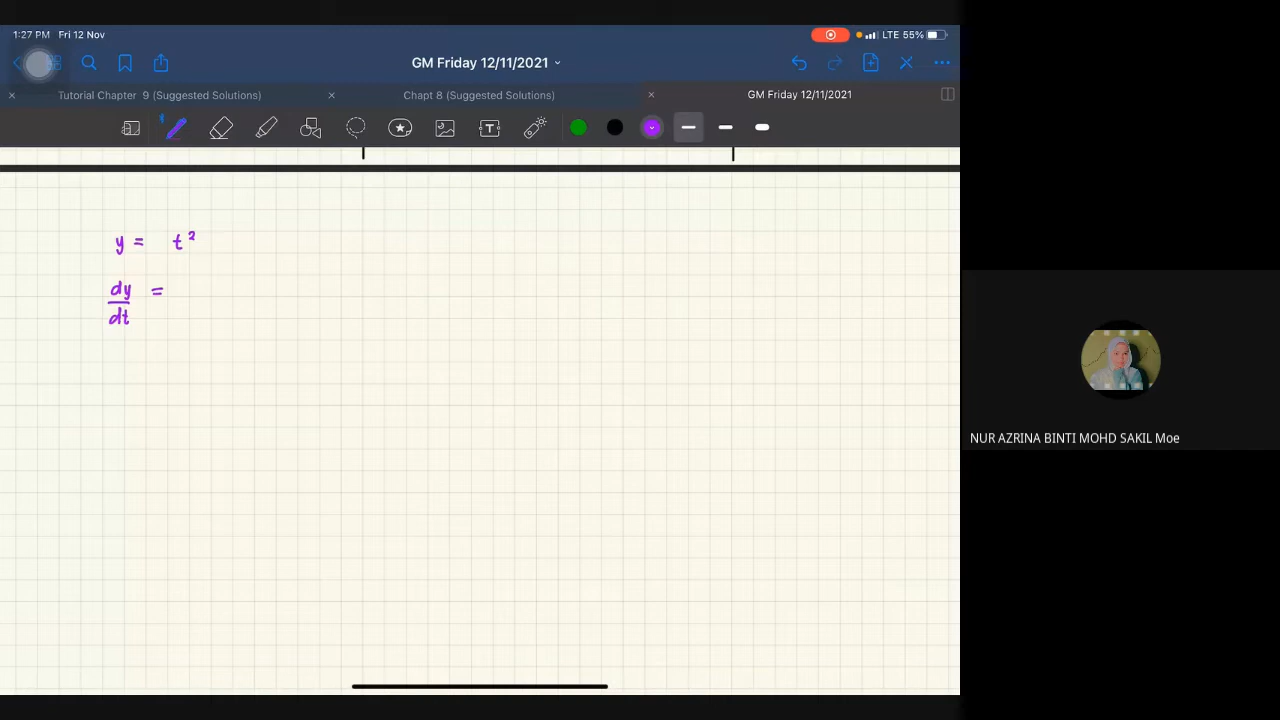 1:27 PM Fri 12 Nov
LTE 55%
GM Friday 12/11/2021
Tutorial Chapter 9 (Suggested Solutions)
Chapt 8 (Suggested Solutions)
GM Friday 12/11/2021
y = t²
dy
dt
=
NUR AZRINA BINTI MOHD SAKIL Moe